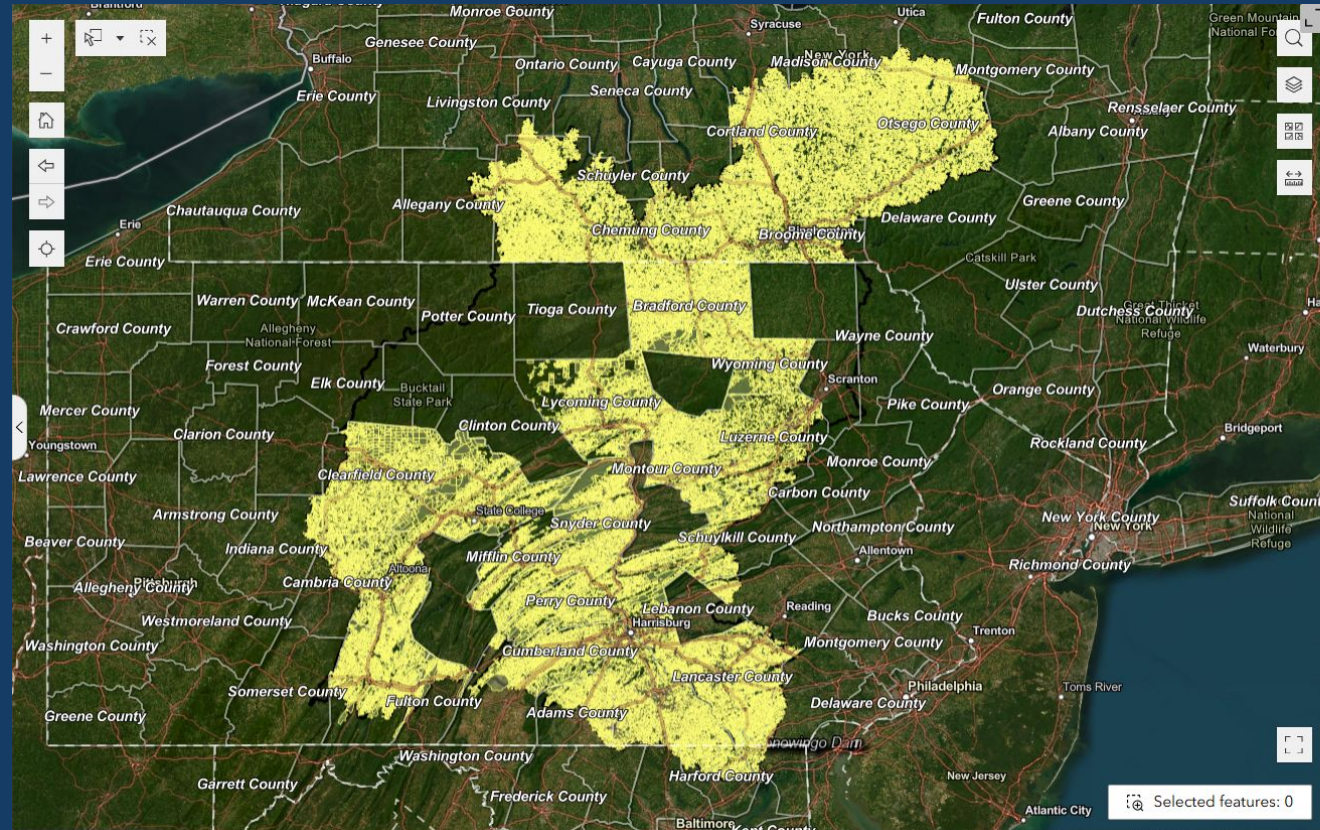 Brantford
Monroe County
Syracuse
Utica
Fulton County
Green Mountain
Genesee County
New York
National
Buffalo
Ontario County
Cayuga County
Madison County
Montgomery County
Erie County
Seneca County
Livingston County
Rensselaer County
Cortland County
Otsego County
Albany County
Schuyler County
Allegany County
Greene County
Chautauqua County
Delaware County
Erie
Chemung County
Broome County
Erie County
Catskill Park
Ulster County
Warren County
McKean County
Tioga County
Bradford County
Great Thicket
Dutchess County
National Wildlife
Refuge
Potter County
Crawford County
Allegheny
National Forest
Wayne County
Waterbury
Forest County
Wyoming County
Elk County
Bucktail
State Park
Scranton
Orange County
Mercer County
Lycoming County
Pike County
Clinton County
Clarion County
Luzerne County
Bridgeport
Youngstown
Rockland County
Lawrence County
Clearfield County
Montour County
Monroe County
Carbon County
Suffolk Count
National
Wildlife
Refuge
Armstrong County
State College
Snyder County
New York County
New York
Northampton County
Beaver County
Indiana County
Schuylkill County
Mifflin County
Allentown
Richmond County
Altoona
Cambria County
Pittsburgh
Allegheny County
Perry County
Lebanon County
Reading
Bucks County
Westmoreland County
Harrisburg
Trenton
Washington County
Cumberland County
Montgomery County
Lancaster County
Somerset County
Fulton County
Philadelphia
Toms River
Delaware County
Greene County
Adams County
nowingo Dam
Washington County
Harford County
New Jersey
Garrett County
Frederick County
Selected features: 0
Atlantic City
Baltimore
Kent County